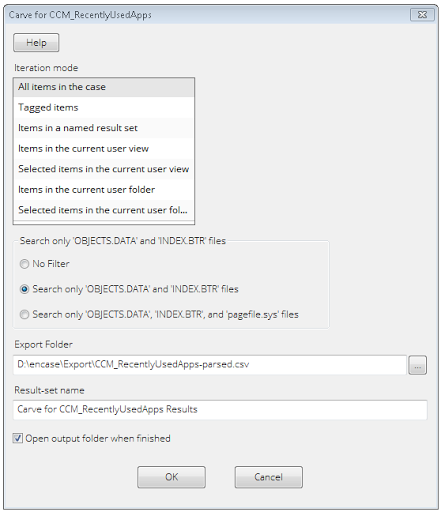 Carve for CCM_RecentlyUsedApps
Help
Iteration mode
All items in the case
Tagged items
Items in a named result set
Items in the current user view
Selected items in the current user view
Items in the current user folder
Selected items in the current user fol...
Search only 'OBJECTS.DATA' and 'INDEX.BTR' files
No Filter
Search only 'OBJECTS.DATA' and 'INDEX.BTR' files
Search only 'OBJECTS.DATA', 'INDEX.BTR', and 'pagefile.sys' files
Export Folder
D:\encase\Export\CCM_RecentlyUsedApps-parsed.csv
...
Result-set name
Carve for CCM_RecentlyUsedApps Results
Open output folder when finished
OK
Cancel